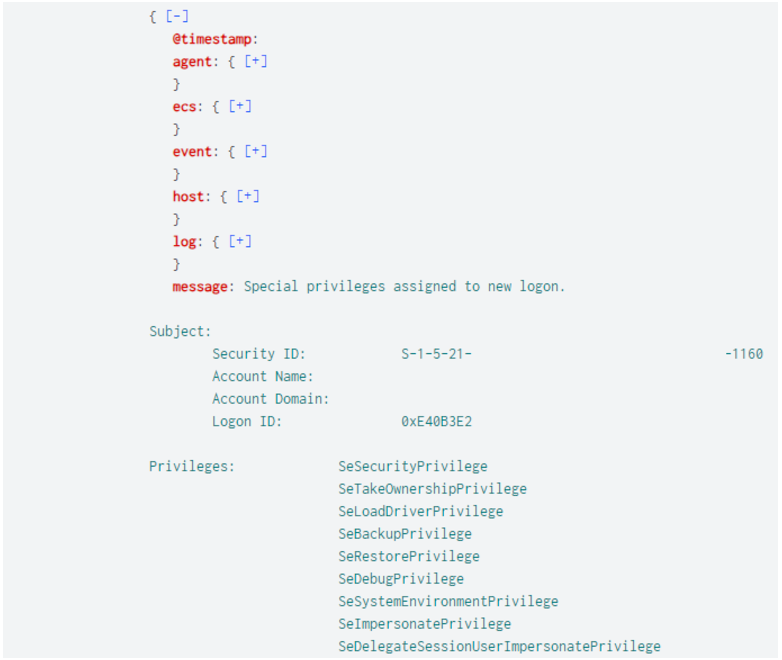 { [-]
@timestamp:
agent: { [+]
}
ecs: { [+]
}
event: { [+]
}
host: { [+]
}
log: { [+]
}
message: Special privileges assigned to new logon.
Subject:
Security ID: S-1-5-21- -1160
Account Name:
Account Domain:
Logon ID: 0xE40B3E2
Privileges: SeSecurityPrivilege
SeTakeOwnershipPrivilege
SeLoadDriverPrivilege
SeBackupPrivilege
SeRestorePrivilege
SeDebugPrivilege
SeSystemEnvironmentPrivilege
SeImpersonatePrivilege
SeDelegateSessionUserImpersonatePrivilege